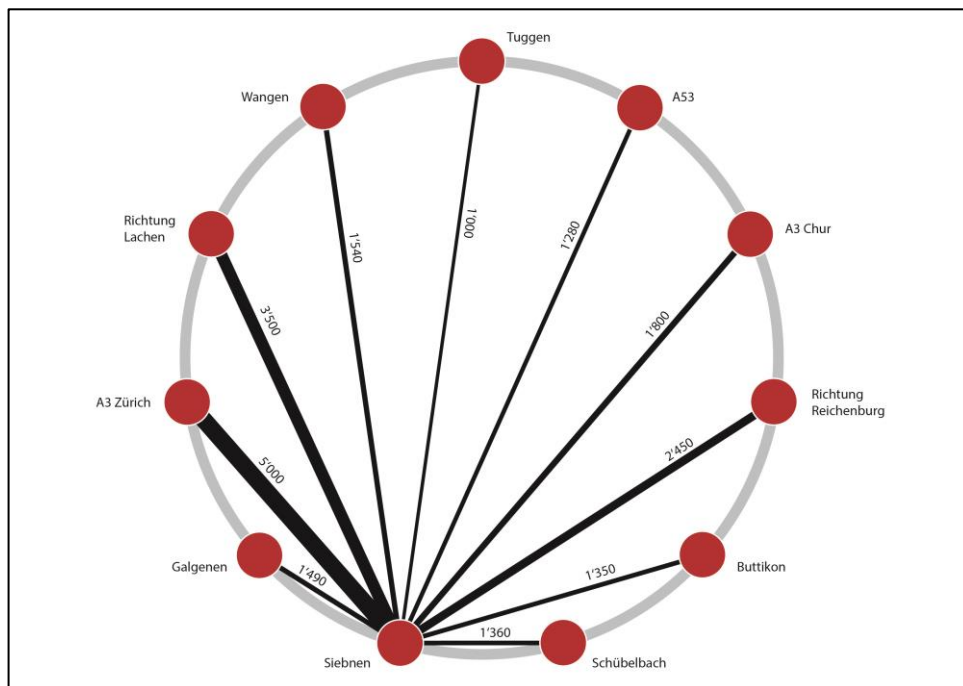 Tuggen
Wangen
A53
Richtung
Lachen
A3 Chur
A3 Zürich
Richtung
Reichenburg
Galgenen
Buttikon
Siebnen
Schübelbach
1'490
5'000
3'500
1'540
1'000
1'280
1'800
2'450
1'350
1'360